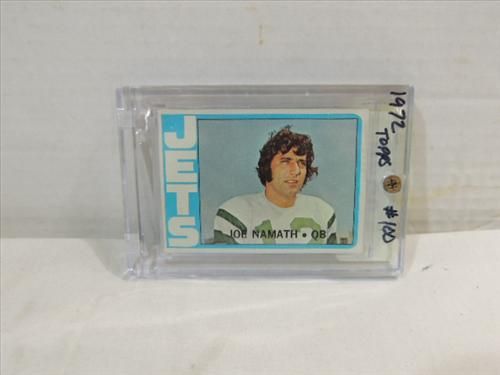 JETS
JOE NAMATH • QB
1972
TOPPS
#100